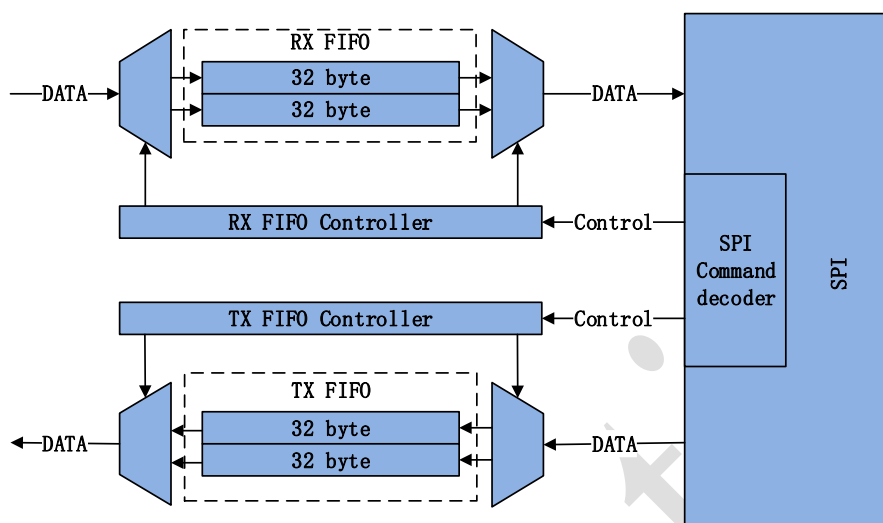 RX FIFO
DATA
32 byte
32 byte
DATA
RX FIFO Controller
Control
SPI
Command
decoder
SPI
TX FIFO Controller
Control
TX FIFO
DATA
32 byte
32 byte
DATA